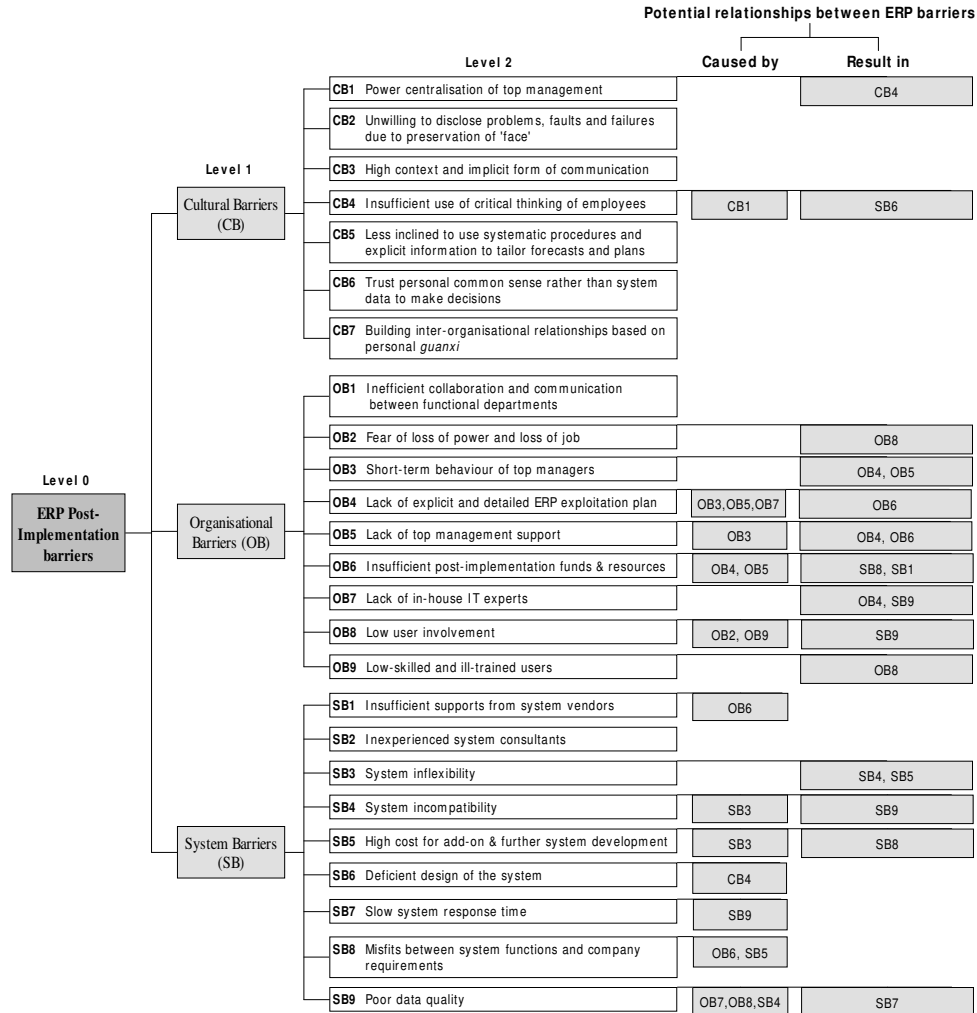 Potential relationships between ERP barriers
Level 2
Caused by
Result in
CB1 Power centralisation of top management
CB4
CB2 Unwilling to disclose problems, faults and failures
due to preservation of 'face'
Level 1
CB3 High context and implicit form of communication
Cultural Barriers
(CB)
CB4 Insufficient use of critical thinking of employees
CB1
SB6
CB5 Less inclined to use systematic procedures and
explicit information to tailor forecasts and plans
CB6 Trust personal common sense rather than system
data to make decisions
CB7 Building inter-organisational relationships based on
personal guanxi
OB1 Inefficient collaboration and communication
between functional departments
OB2 Fear of loss of power and loss of job
OB8
OB3 Short-term behaviour of top managers
OB4, OB5
Level 0
ERP Post-
Implementation
barriers
Organisational
Barriers (OB)
OB4 Lack of explicit and detailed ERP exploitation plan
OB3,OB5,OB7
OB6
OB5 Lack of top management support
OB3
OB4, OB6
OB6 Insufficient post-implementation funds & resources
OB4, OB5
SB8, SB1
OB7 Lack of in-house IT experts
OB4, SB9
OB8 Low user involvement
OB2, OB9
SB9
OB9 Low-skilled and ill-trained users
OB8
SB1 Insufficient supports from system vendors
OB6
SB2 Inexperienced system consultants
SB3 System inflexibility
SB4, SB5
SB4 System incompatibility
SB3
SB9
System Barriers
(SB)
SB5 High cost for add-on & further system development
SB3
SB8
SB6 Deficient design of the system
CB4
SB7 Slow system response time
SB9
SB8 Misfits between system functions and company
requirements
OB6, SB5
SB9 Poor data quality
OB7,OB8,SB4
SB7